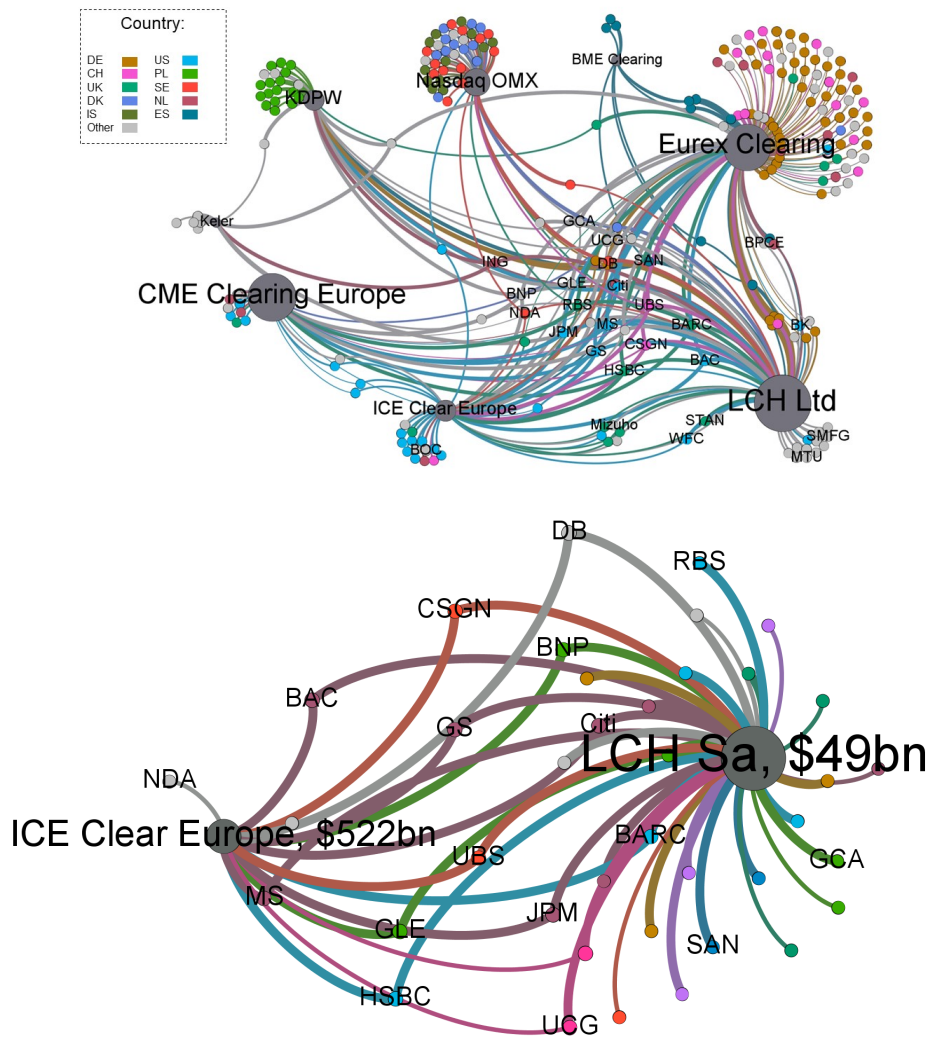 Country:
DE US
CH PL
UK SE
DK NL
IS ES
Other
BME Clearing
Nasdaq OMX
KDPW
Eurex Clearing
Keler
GCA
UCG
BPCE
ING
DB SAN
CME Clearing Europe
GLE Citi
BNP
RBS UBS
NDA
MS BARC BK
JPM
CSGN
GS
BAC
HSBC
LCH Ltd
ICE Clear Europe
Mizuho STAN
WFC SMFG
BOC
MTU
DB
RBS
CSGN
BNP
BAC
GS Citi
LCH Sa, $49bn
NDA
ICE Clear Europe, $522bn
BARC
UBS GCA
MS
JPM
GLE
SAN
HSBC
UCG